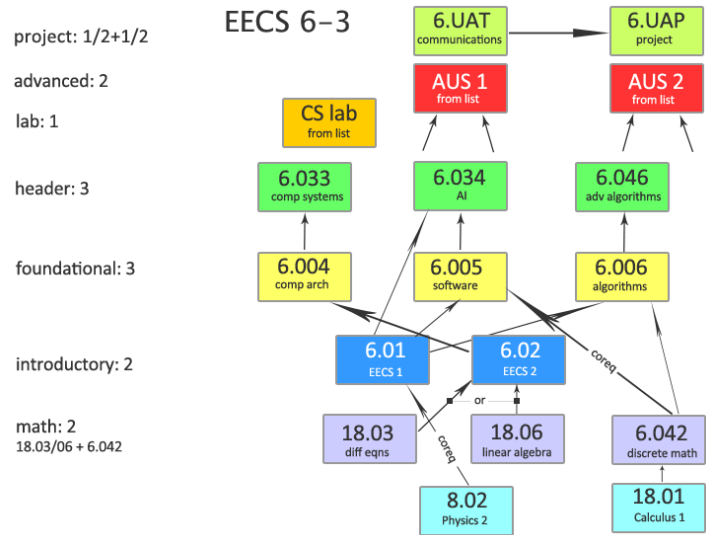 EECS 6-3
project: 1/2+1/2
6.UAT
communications
6.UAP
project
advanced: 2
AUS 1
from list
AUS 2
from list
lab: 1
CS lab
from list
header: 3
6.033
comp systems
6.034
AI
6.046
adv algorithms
foundational: 3
6.004
comp arch
6.005
software
6.006
algorithms
introductory: 2
6.01
EECS 1
6.02
EECS 2
coreq
or
math: 2
18.03/06 + 6.042
18.03
diff eqns
coreq
18.06
linear algebra
6.042
discrete math
8.02
Physics 2
18.01
Calculus 1